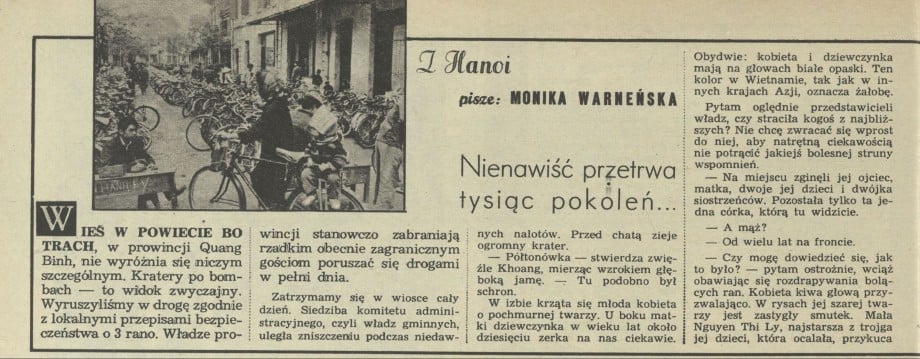 THANLEY
Z Hanoi
pisze: MONIKA WARNEŃSKA
Nienawiść przetrwa
tysiąc pokoleń...
WIEŚ W POWIECIE BO
TRACH, w prowincji Quang
Binh, nie wyróżnia się niczym
szczególnym. Kratery po bom-
bach — to widok zwyczajny.
Wyruszyliśmy w drogę zgodnie
z lokalnymi przepisami bezpie-
czeństwa o 3 rano. Władze pro-
wincji stanowczo zabraniają
rzadkim obecnie zagranicznym
gościom poruszać się drogami
w pełni dnia.
Zatrzymamy się w wiosce cały
dzień. Siedziba komitetu admini-
stracyjnego, czyli władz gminnych,
uległa zniszczeniu podczas niedaw-
nych nalotów. Przed chatą zieje
ogromny krater.
— Półtonówka — stwierdza zwię-
źle Khoang, mierząc wzrokiem głę-
boką jamę. — Tu podobno był
schron.
W izbie krząta się młoda kobieta
o pochmurnej twarzy. U boku mat-
ki dziewczynka w wieku lat około
dziesięciu zerka na nas ciekawie.
Obydwie: kobieta i dziewczynka
mają na głowach białe opaski. Ten
kolor w Wietnamie, tak jak w in-
nych krajach Azji, oznacza żałobę.
Pytam oględnie przedstawicieli
władz, czy straciła kogoś z najbliż-
szych? Nie chcę zwracać się wprost
do niej, aby natrętną ciekawością
nie potrącić jakiejś bolesnej struny
wspomnień.
— Na miejscu zginęli jej ojciec,
matka, dwoje jej dzieci i dwójka
siostrzeńców. Pozostała tylko ta je-
dna córka, którą tu widzicie.
— A mąż?
— Od wielu lat na froncie.
— Czy mogę dowiedzieć się, jak
to było? — pytam ostrożnie, wciąż
obawiając się rozdrapywania bolą-
cych ran. Kobieta kiwa głową przy-
zwalająco. W rysach jej szarej twa-
rzy jest zastygły smutek. Mała
Nguyen Thi Ly, najstarsza z trojga
jej dzieci, która ocalała, przykuca